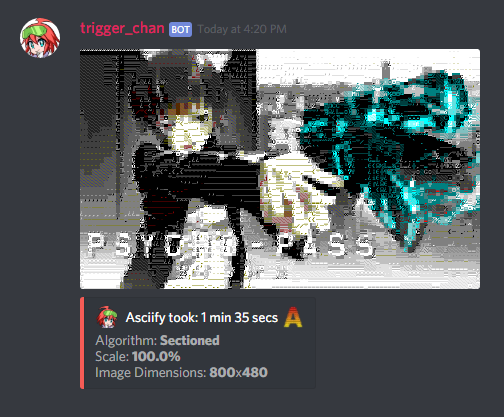 trigger_chan BOT Today at 4:20 PM
PSYCHO-PASS
Asciify took: 1 min 35 secs
Algorithm: Sectioned
Scale: 100.0%
Image Dimensions: 800x480